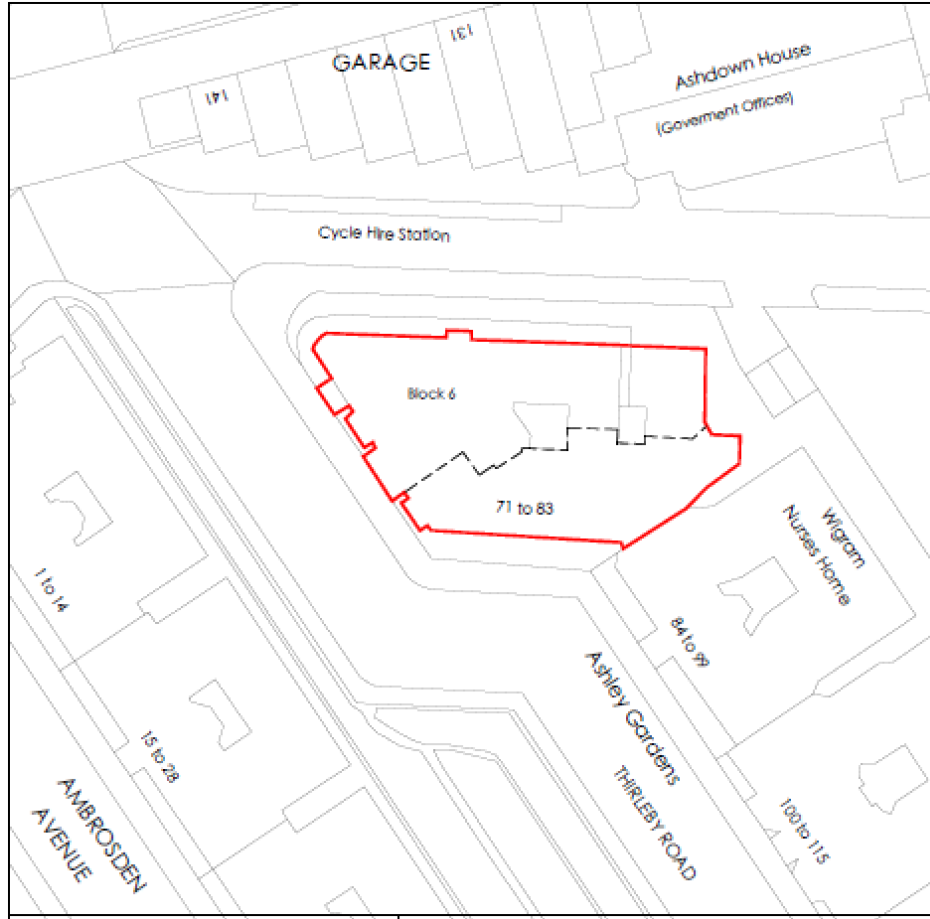 131
GARAGE
141
Ashdown House
(Goverment Offices)
Cycle Hire Station
Block 6
71 to 83
Wigram
Nurses Home
1 to 14
84 to 99
Ashley Gardens
15 to 28
THIRLEBY ROAD
AMBROSDEN
AVENUE
100 to 115